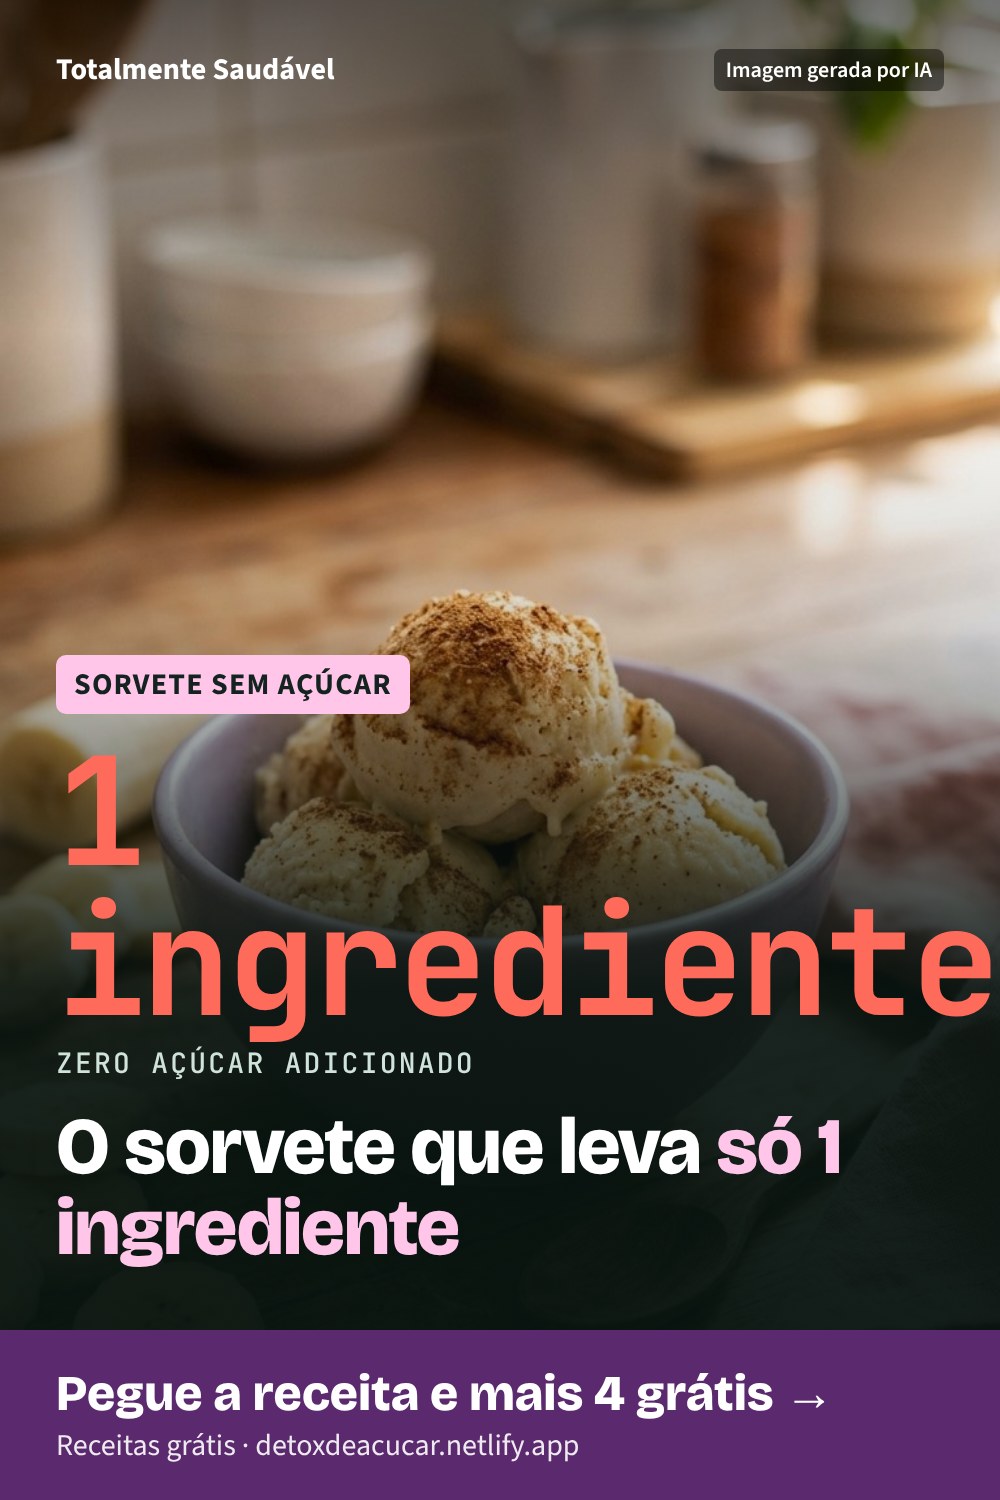 Totalmente Saudável
Imagem gerada por IA
SORVETE SEM AÇÚCAR
1
ingrediente
ZERO AÇÚCAR ADICIONADO
O sorvete que leva só 1
ingrediente
Pegue a receita e mais 4 grátis →
Receitas grátis · detoxdeacucar.netlify.app